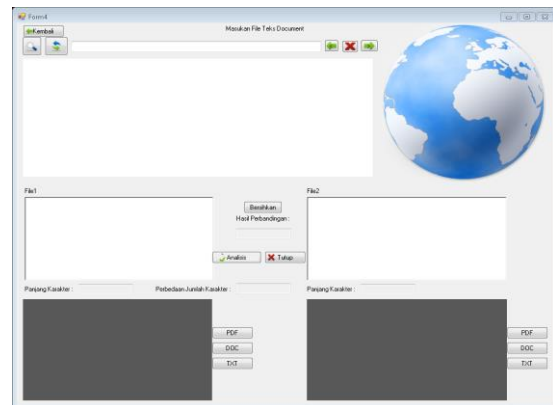 Form4
Kembali
Masukan File Teks Document
File1
File2
Bersihkan
Hasil Perbandingan :
Analisis
Tutup
Panjang Karakter :
Perbedaan Jumlah Karakter :
Panjang Karakter :
PDF
DOC
TXT
PDF
DOC
TXT